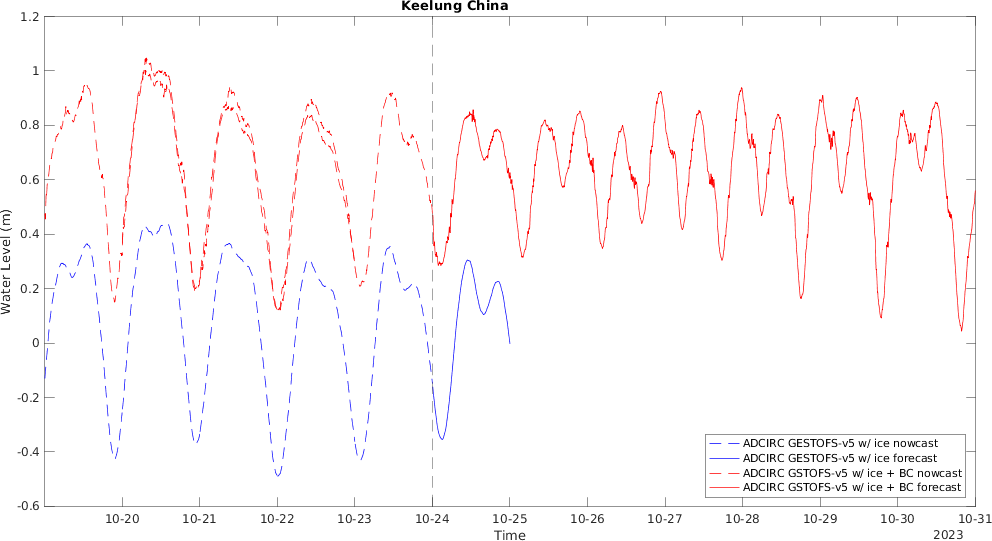 Keelung China
1.2
1
0.8
0.6
0.4
0.2
0
-0.2
-0.4
-0.6
Water Level (m)
ADCIRC GESTOFS-v5 w/ ice nowcast
ADCIRC GESTOFS-v5 w/ ice forecast
ADCIRC GSTOFS-v5 w/ ice + BC nowcast
ADCIRC GSTOFS-v5 w/ ice + BC forecast
10-20 10-21 10-22 10-23 10-24 10-25 10-26 10-27 10-28 10-29 10-30 10-31
Time
2023